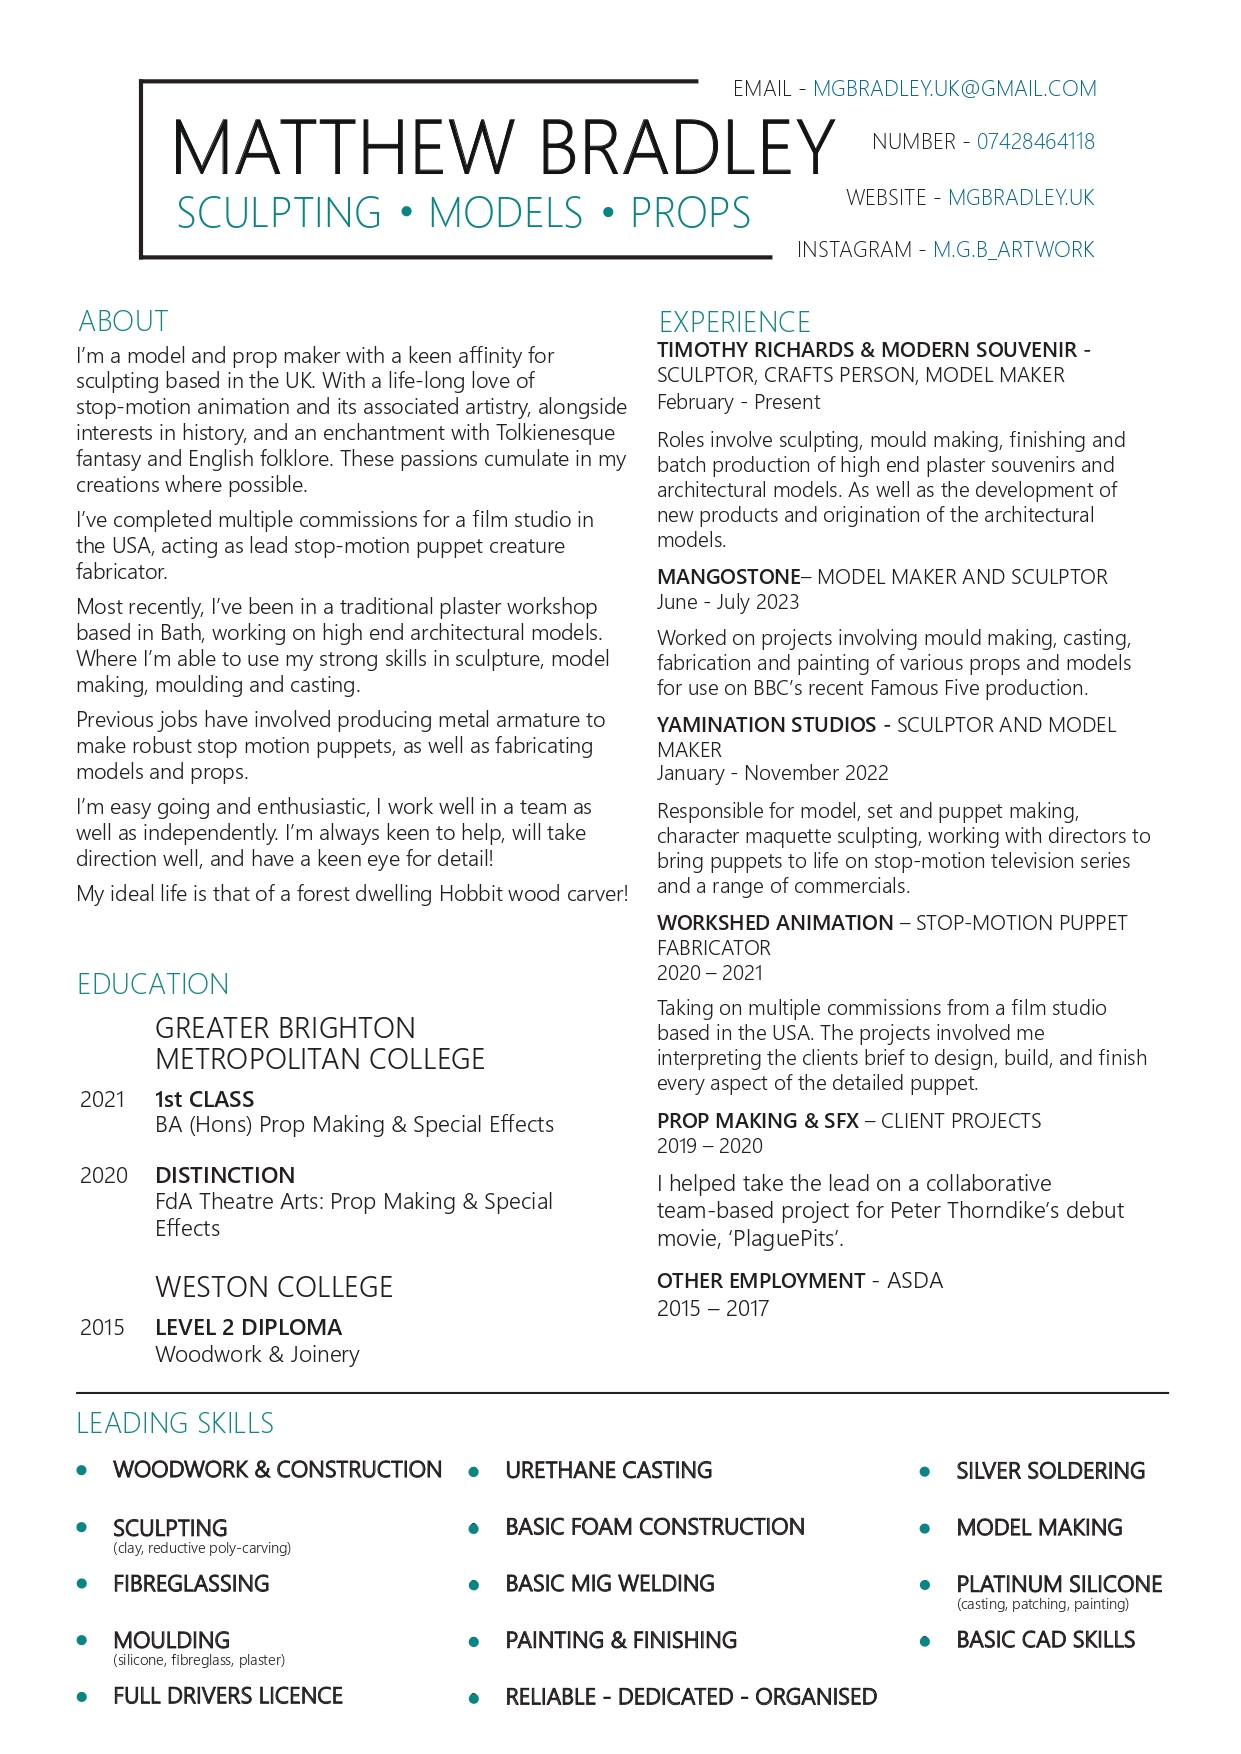 MATTHEW BRADLEY
SCULPTING • MODELS • PROPS
EMAIL - MGBRADLEY.UK@GMAIL.COM
NUMBER - 07428464118
WEBSITE - MGBRADLEY.UK
INSTAGRAM - M.G.B_ARTWORK
ABOUT
I’m a model and prop maker with a keen affinity for
sculpting based in the UK. With a life-long love of
stop-motion animation and its associated artistry, alongside
interests in history, and an enchantment with Tolkienesque
fantasy and English folklore. These passions cumulate in my
creations where possible.
I’ve completed multiple commissions for a film studio in
the USA, acting as lead stop-motion puppet creature
fabricator.
Most recently, I’ve been in a traditional plaster workshop
based in Bath, working on high end architectural models.
Where I’m able to use my strong skills in sculpture, model
making, moulding and casting.
Previous jobs have involved producing metal armature to
make robust stop motion puppets, as well as fabricating
models and props.
I’m easy going and enthusiastic, I work well in a team as
well as independently. I’m always keen to help, will take
direction well, and have a keen eye for detail!
My ideal life is that of a forest dwelling Hobbit wood carver!
EDUCATION
GREATER BRIGHTON
METROPOLITAN COLLEGE
2021 1st CLASS
BA (Hons) Prop Making & Special Effects
2020 DISTINCTION
FdA Theatre Arts: Prop Making & Special
Effects
WESTON COLLEGE
2015 LEVEL 2 DIPLOMA
Woodwork & Joinery
EXPERIENCE
TIMOTHY RICHARDS & MODERN SOUVENIR -
SCULPTOR, CRAFTS PERSON, MODEL MAKER
February - Present
Roles involve sculpting, mould making, finishing and
batch production of high end plaster souvenirs and
architectural models. As well as the development of
new products and origination of the architectural
models.
MANGOSTONE– MODEL MAKER AND SCULPTOR
June - July 2023
Worked on projects involving mould making, casting,
fabrication and painting of various props and models
for use on BBC’s recent Famous Five production.
YAMINATION STUDIOS - SCULPTOR AND MODEL
MAKER
January - November 2022
Responsible for model, set and puppet making,
character maquette sculpting, working with directors to
bring puppets to life on stop-motion television series
and a range of commercials.
WORKSHED ANIMATION – STOP-MOTION PUPPET
FABRICATOR
2020 – 2021
Taking on multiple commissions from a film studio
based in the USA. The projects involved me
interpreting the clients brief to design, build, and finish
every aspect of the detailed puppet.
PROP MAKING & SFX – CLIENT PROJECTS
2019 – 2020
I helped take the lead on a collaborative
team-based project for Peter Thorndike’s debut
movie, ‘PlaguePits’.
OTHER EMPLOYMENT - ASDA
2015 – 2017
LEADING SKILLS
• WOODWORK & CONSTRUCTION
• SCULPTING
(clay, reductive poly-carving)
• FIBREGLASSING
• MOULDING
(silicone, fibreglass, plaster)
• FULL DRIVERS LICENCE
• URETHANE CASTING
• BASIC FOAM CONSTRUCTION
• BASIC MIG WELDING
• PAINTING & FINISHING
• RELIABLE - DEDICATED - ORGANISED
• SILVER SOLDERING
• MODEL MAKING
• PLATINUM SILICONE
(casting, patching, painting)
• BASIC CAD SKILLS